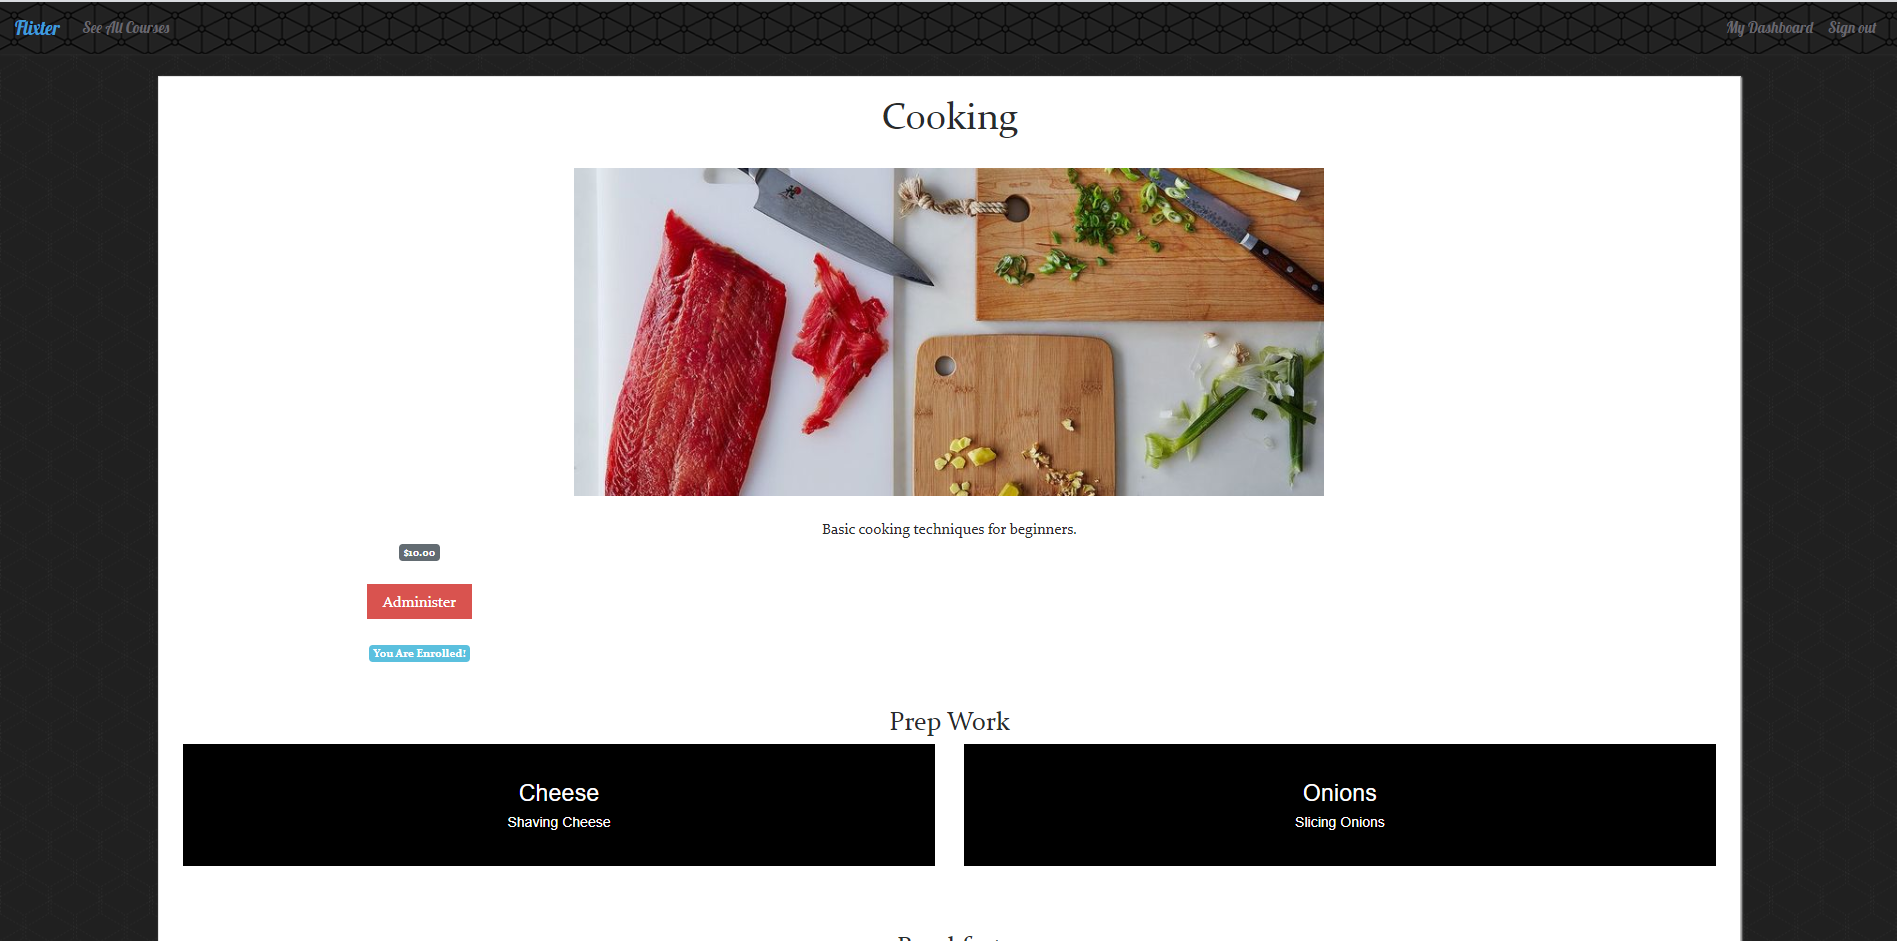 Flixter See All Courses My Dashboard Sign out
Cooking
Basic cooking techniques for beginners.
$10.00
Administer
You Are Enrolled!
Prep Work
Cheese
Shaving Cheese
Onions
Slicing Onions